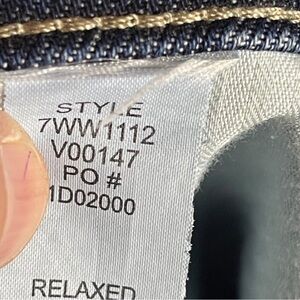 STYLE
7WW1112
V00147
PO #
1D02000
RELAXED